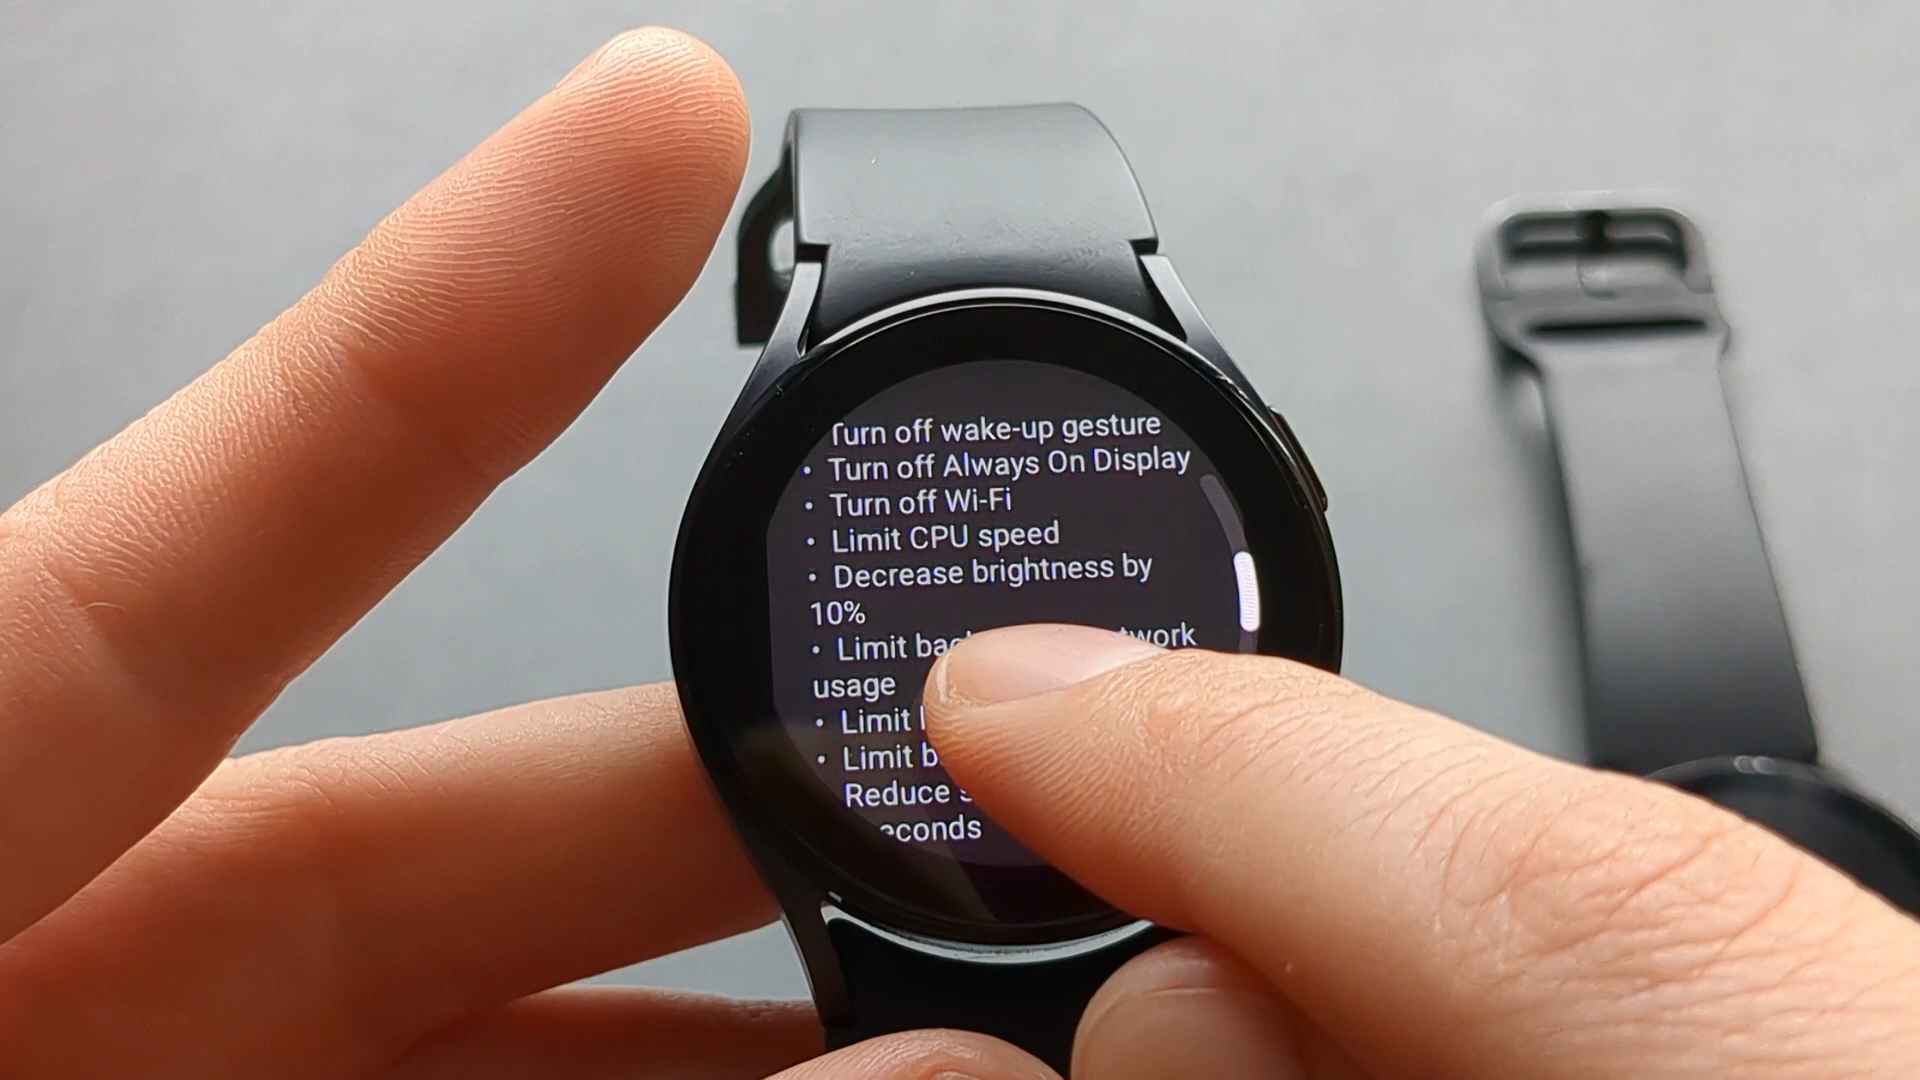 Turn off wake-up gesture
• Turn off Always On Display
• Turn off Wi-Fi
• Limit CPU speed
• Decrease brightness by
10%
• Limit
usage
• Limit
• Limit
Reduce